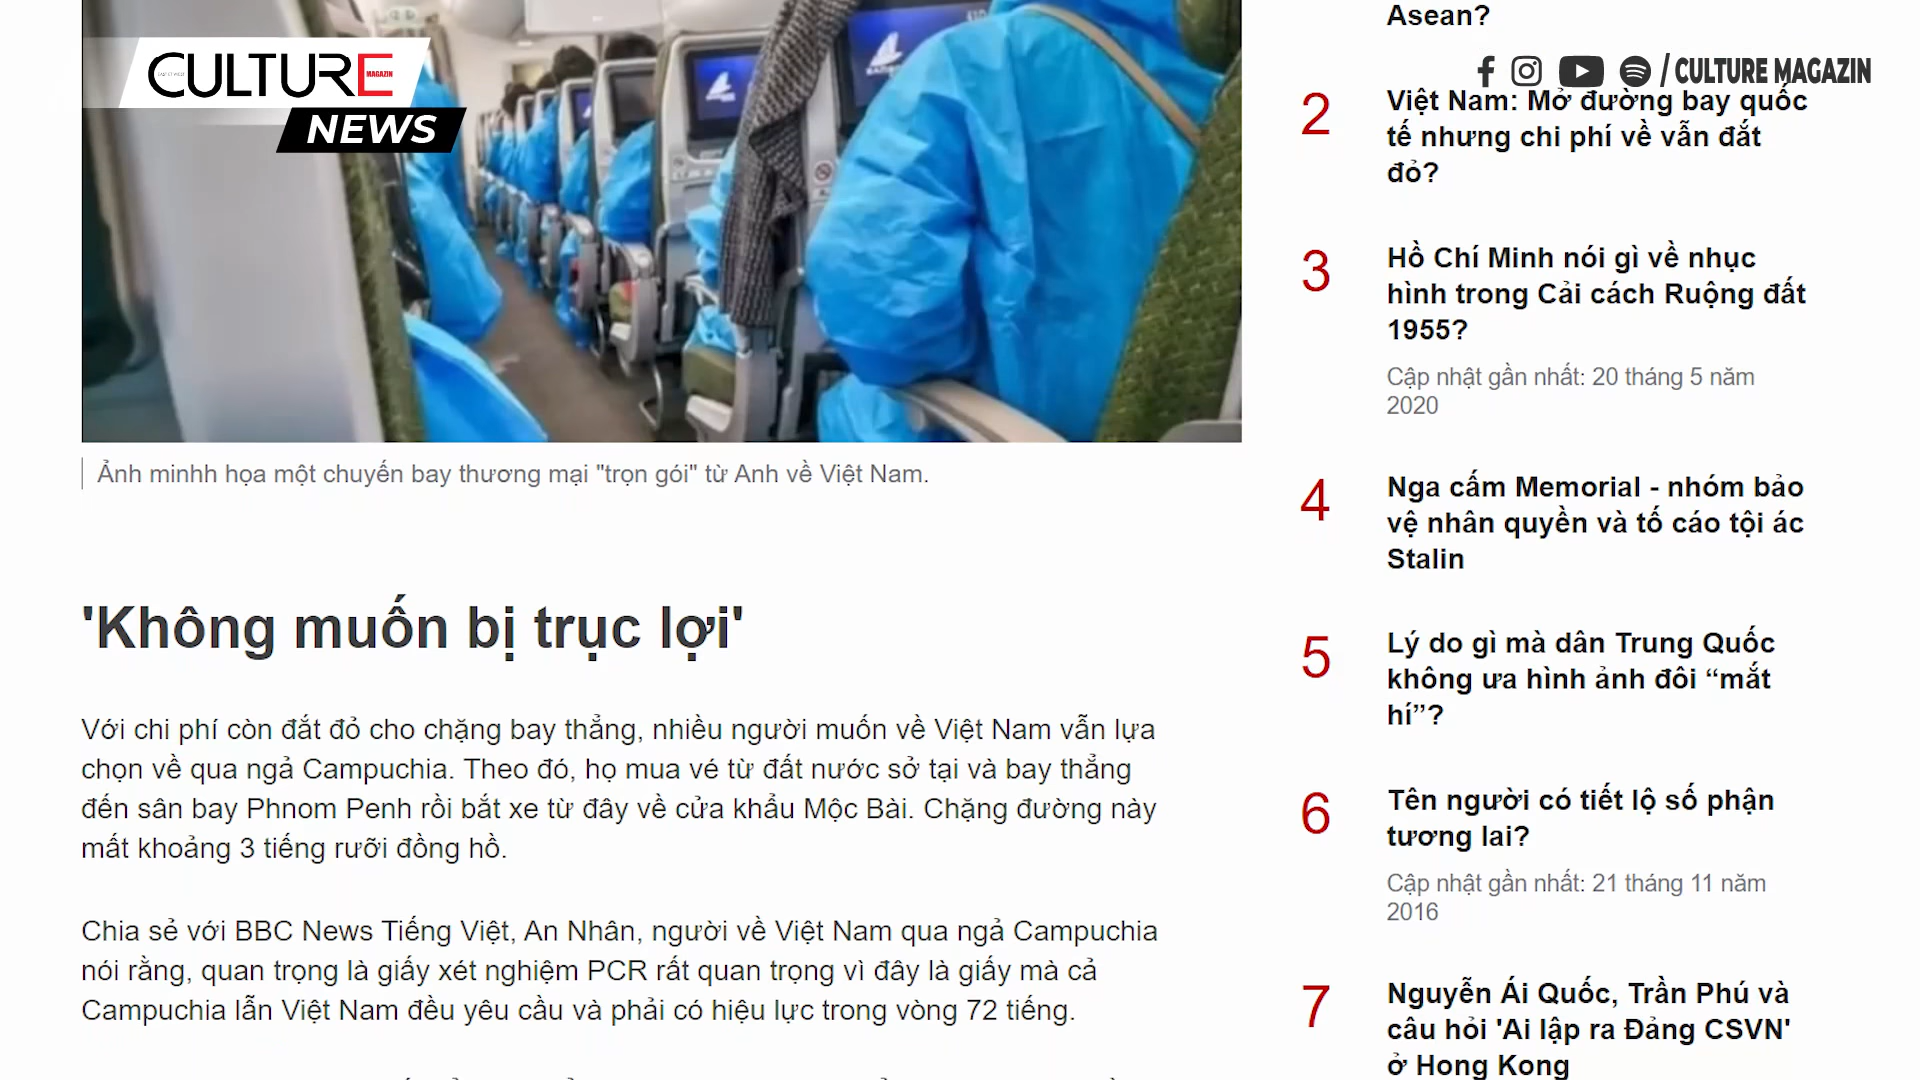 CULTURE
MAGAZIN
NEWS
/ CULTURE MAGAZIN
Ảnh minhh họa một chuyến bay thương mại "trọn gói" từ Anh về Việt Nam.
'Không muốn bị trục lợi'
Với chi phí còn đắt đỏ cho chặng bay thẳng, nhiều người muốn về Việt Nam vẫn lựa
chọn về qua ngả Campuchia. Theo đó, họ mua vé từ đất nước sở tại và bay thẳng
đến sân bay Phnom Penh rồi bắt xe từ đây về cửa khẩu Mộc Bài. Chặng đường này
mất khoảng 3 tiếng rưỡi đồng hồ.
Chia sẻ với BBC News Tiếng Việt, An Nhân, người về Việt Nam qua ngả Campuchia
nói rằng, quan trọng là giấy xét nghiệm PCR rất quan trọng vì đây là giấy mà cả
Campuchia lẫn Việt Nam đều yêu cầu và phải có hiệu lực trong vòng 72 tiếng.
Asean?
2
Việt Nam: Mở đường bay quốc
tế nhưng chi phí về vẫn đắt
đỏ?
3
Hồ Chí Minh nói gì về nhục
hình trong Cải cách Ruộng đất
1955?
Cập nhật gần nhất: 20 tháng 5 năm
2020
4
Nga cấm Memorial - nhóm bảo
vệ nhân quyền và tố cáo tội ác
Stalin
5
Lý do gì mà dân Trung Quốc
không ưa hình ảnh đôi “mắt
hí”?
6
Tên người có tiết lộ số phận
tương lai?
Cập nhật gần nhất: 21 tháng 11 năm
2016
7
Nguyễn Ái Quốc, Trần Phú và
câu hỏi 'Ai lập ra Đảng CSVN'
ở Hong Kong